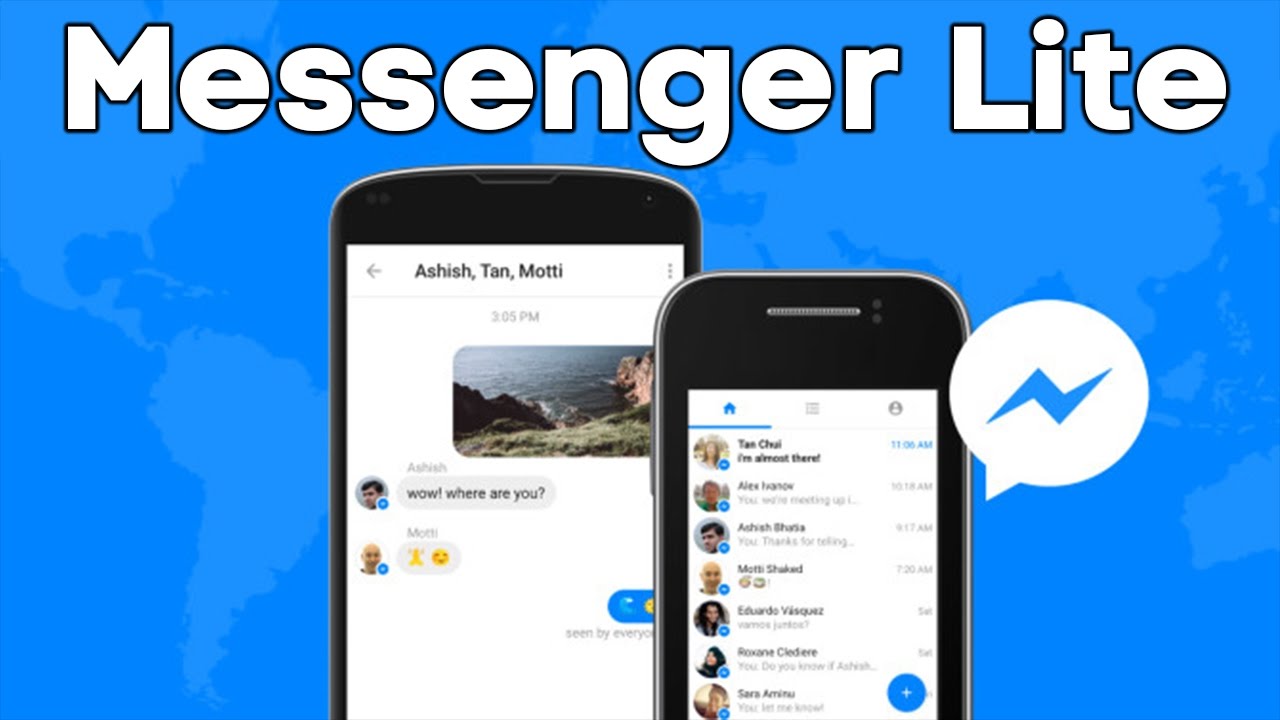 Messenger Lite
Ashish, Tan, Motti
3:05 PM
Ashish
wow! where are you?
Motti
seen by everyo
Tan Chui 11:06 AM
i'm almost there!
Alex Ivanov 10:18 AM
You: we're meeting up i...
Ashish Bhatia 9:17 AM
You: Thanks for telling...
Motti Shaked 7:20 AM
🍜🍱!
Eduardo Vásquez Sat
vamos juntos?
Roxane Clediere Sat
You: Do you know if Ashish...
Sara Aminu
You: let me know!